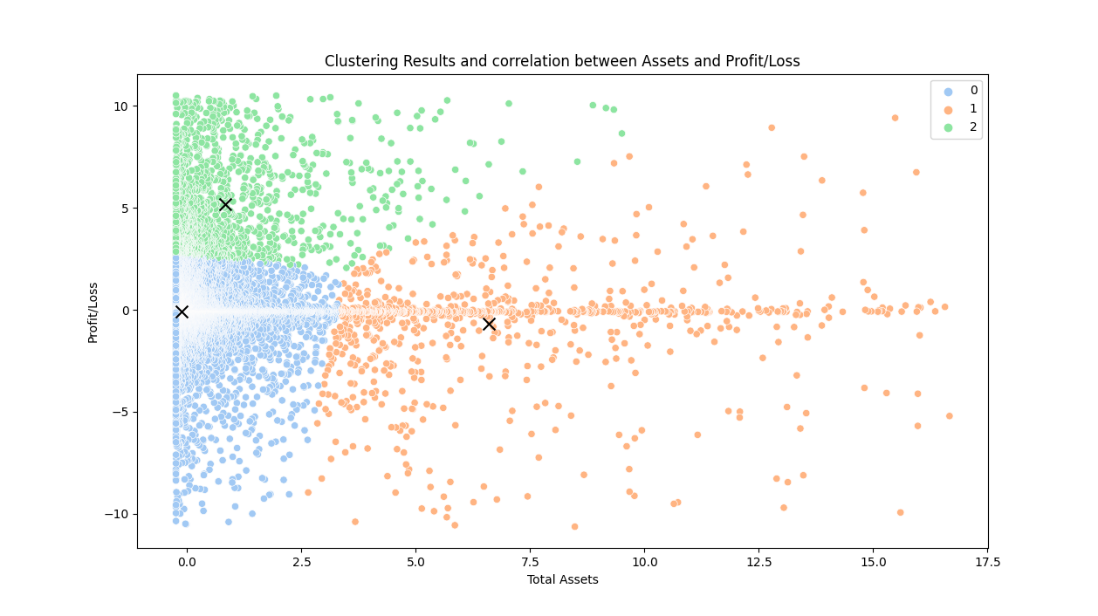 Clustering Results and correlation between Assets and Profit/Loss
0
1
2
10
5
0
−5
−10
Profit/Loss
0.0 2.5 5.0 7.5 10.0 12.5 15.0 17.5
Total Assets